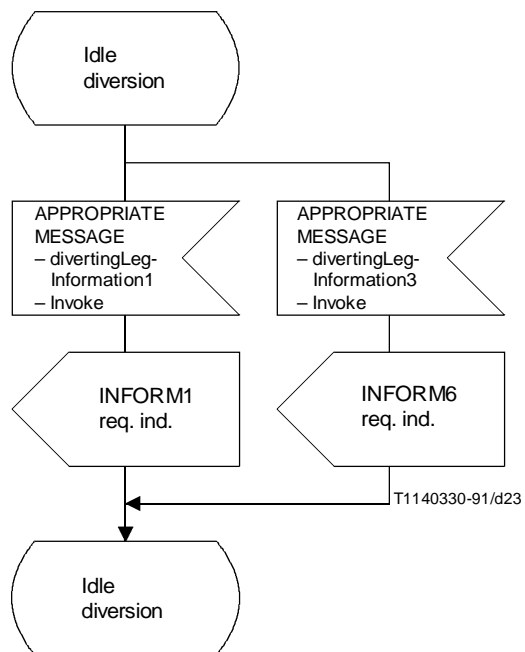 Idle
diversion
APPROPRIATE
MESSAGE
– divertingLeg-
Information1
– Invoke
APPROPRIATE
MESSAGE
– divertingLeg-
Information3
– Invoke
INFORM1
req. ind.
INFORM6
req. ind.
T1140330-91/d23
Idle
diversion